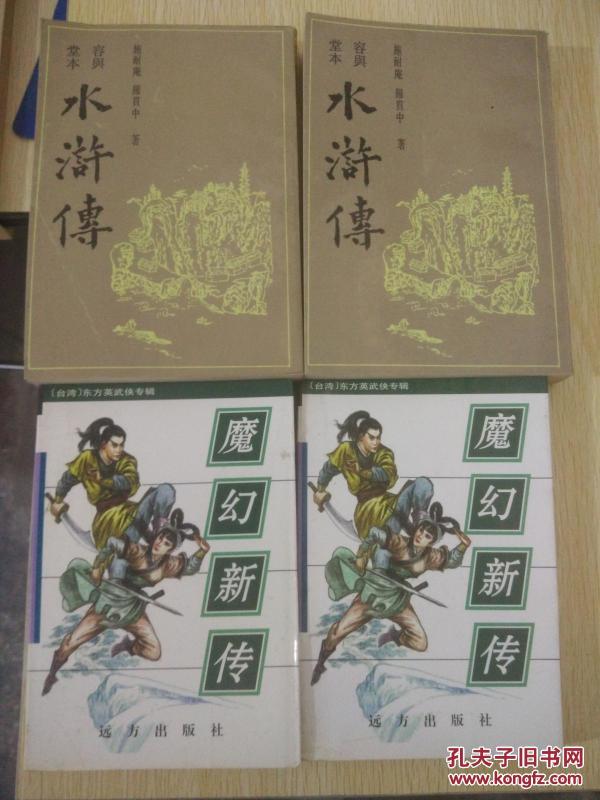 容與堂本
水滸傳
施耐庵 羅貫中 著
容與堂本
水滸傳
施耐庵 羅貫中 著
〔台湾〕东方英武侠专辑
魔幻新传
远方出版社
〔台湾〕东方英武侠专辑
魔幻新传
远方出版社
孔夫子旧书网
www.kongfz.com